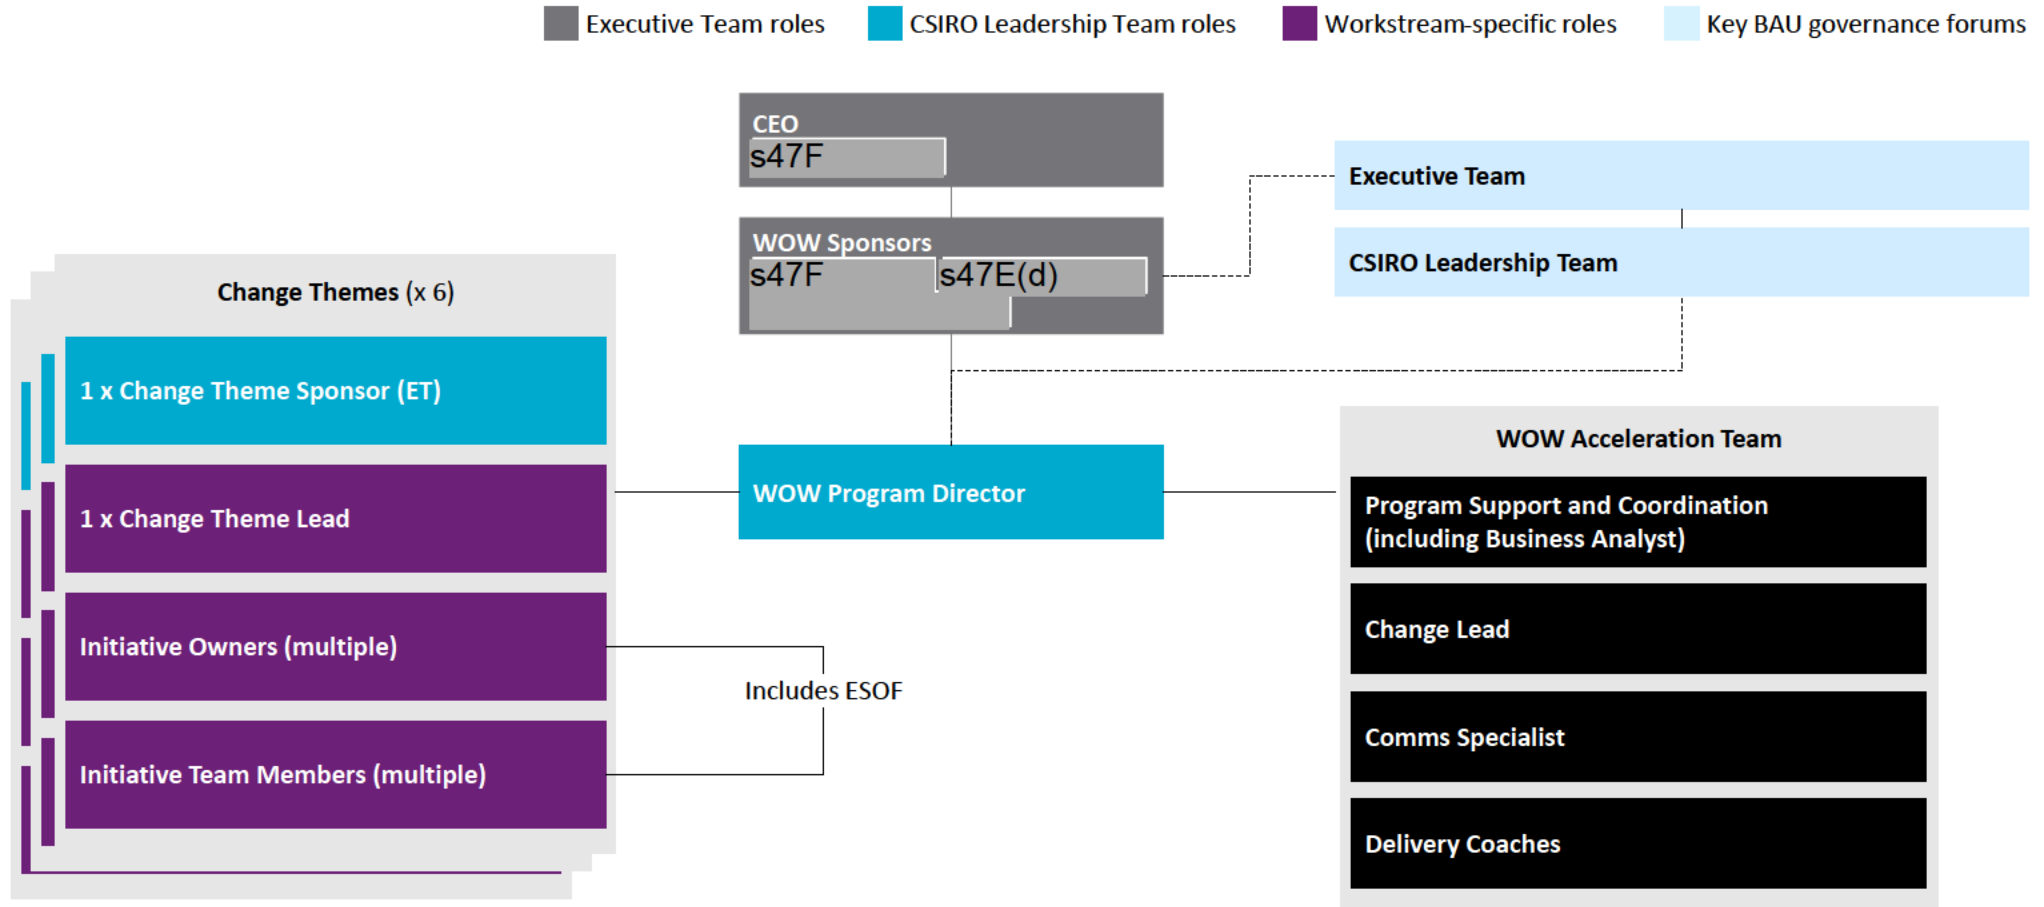 Executive Team roles
CSIRO Leadership Team roles
Workstream-specific roles
Key BAU governance forums
CEO
s47F
WOW Sponsors
s47F
s47E(d)
Executive Team
CSIRO Leadership Team
Change Themes (x 6)
1 x Change Theme Sponsor (ET)
1 x Change Theme Lead
Initiative Owners (multiple)
Initiative Team Members (multiple)
Includes ESOF
WOW Program Director
WOW Acceleration Team
Program Support and Coordination
(including Business Analyst)
Change Lead
Comms Specialist
Delivery Coaches